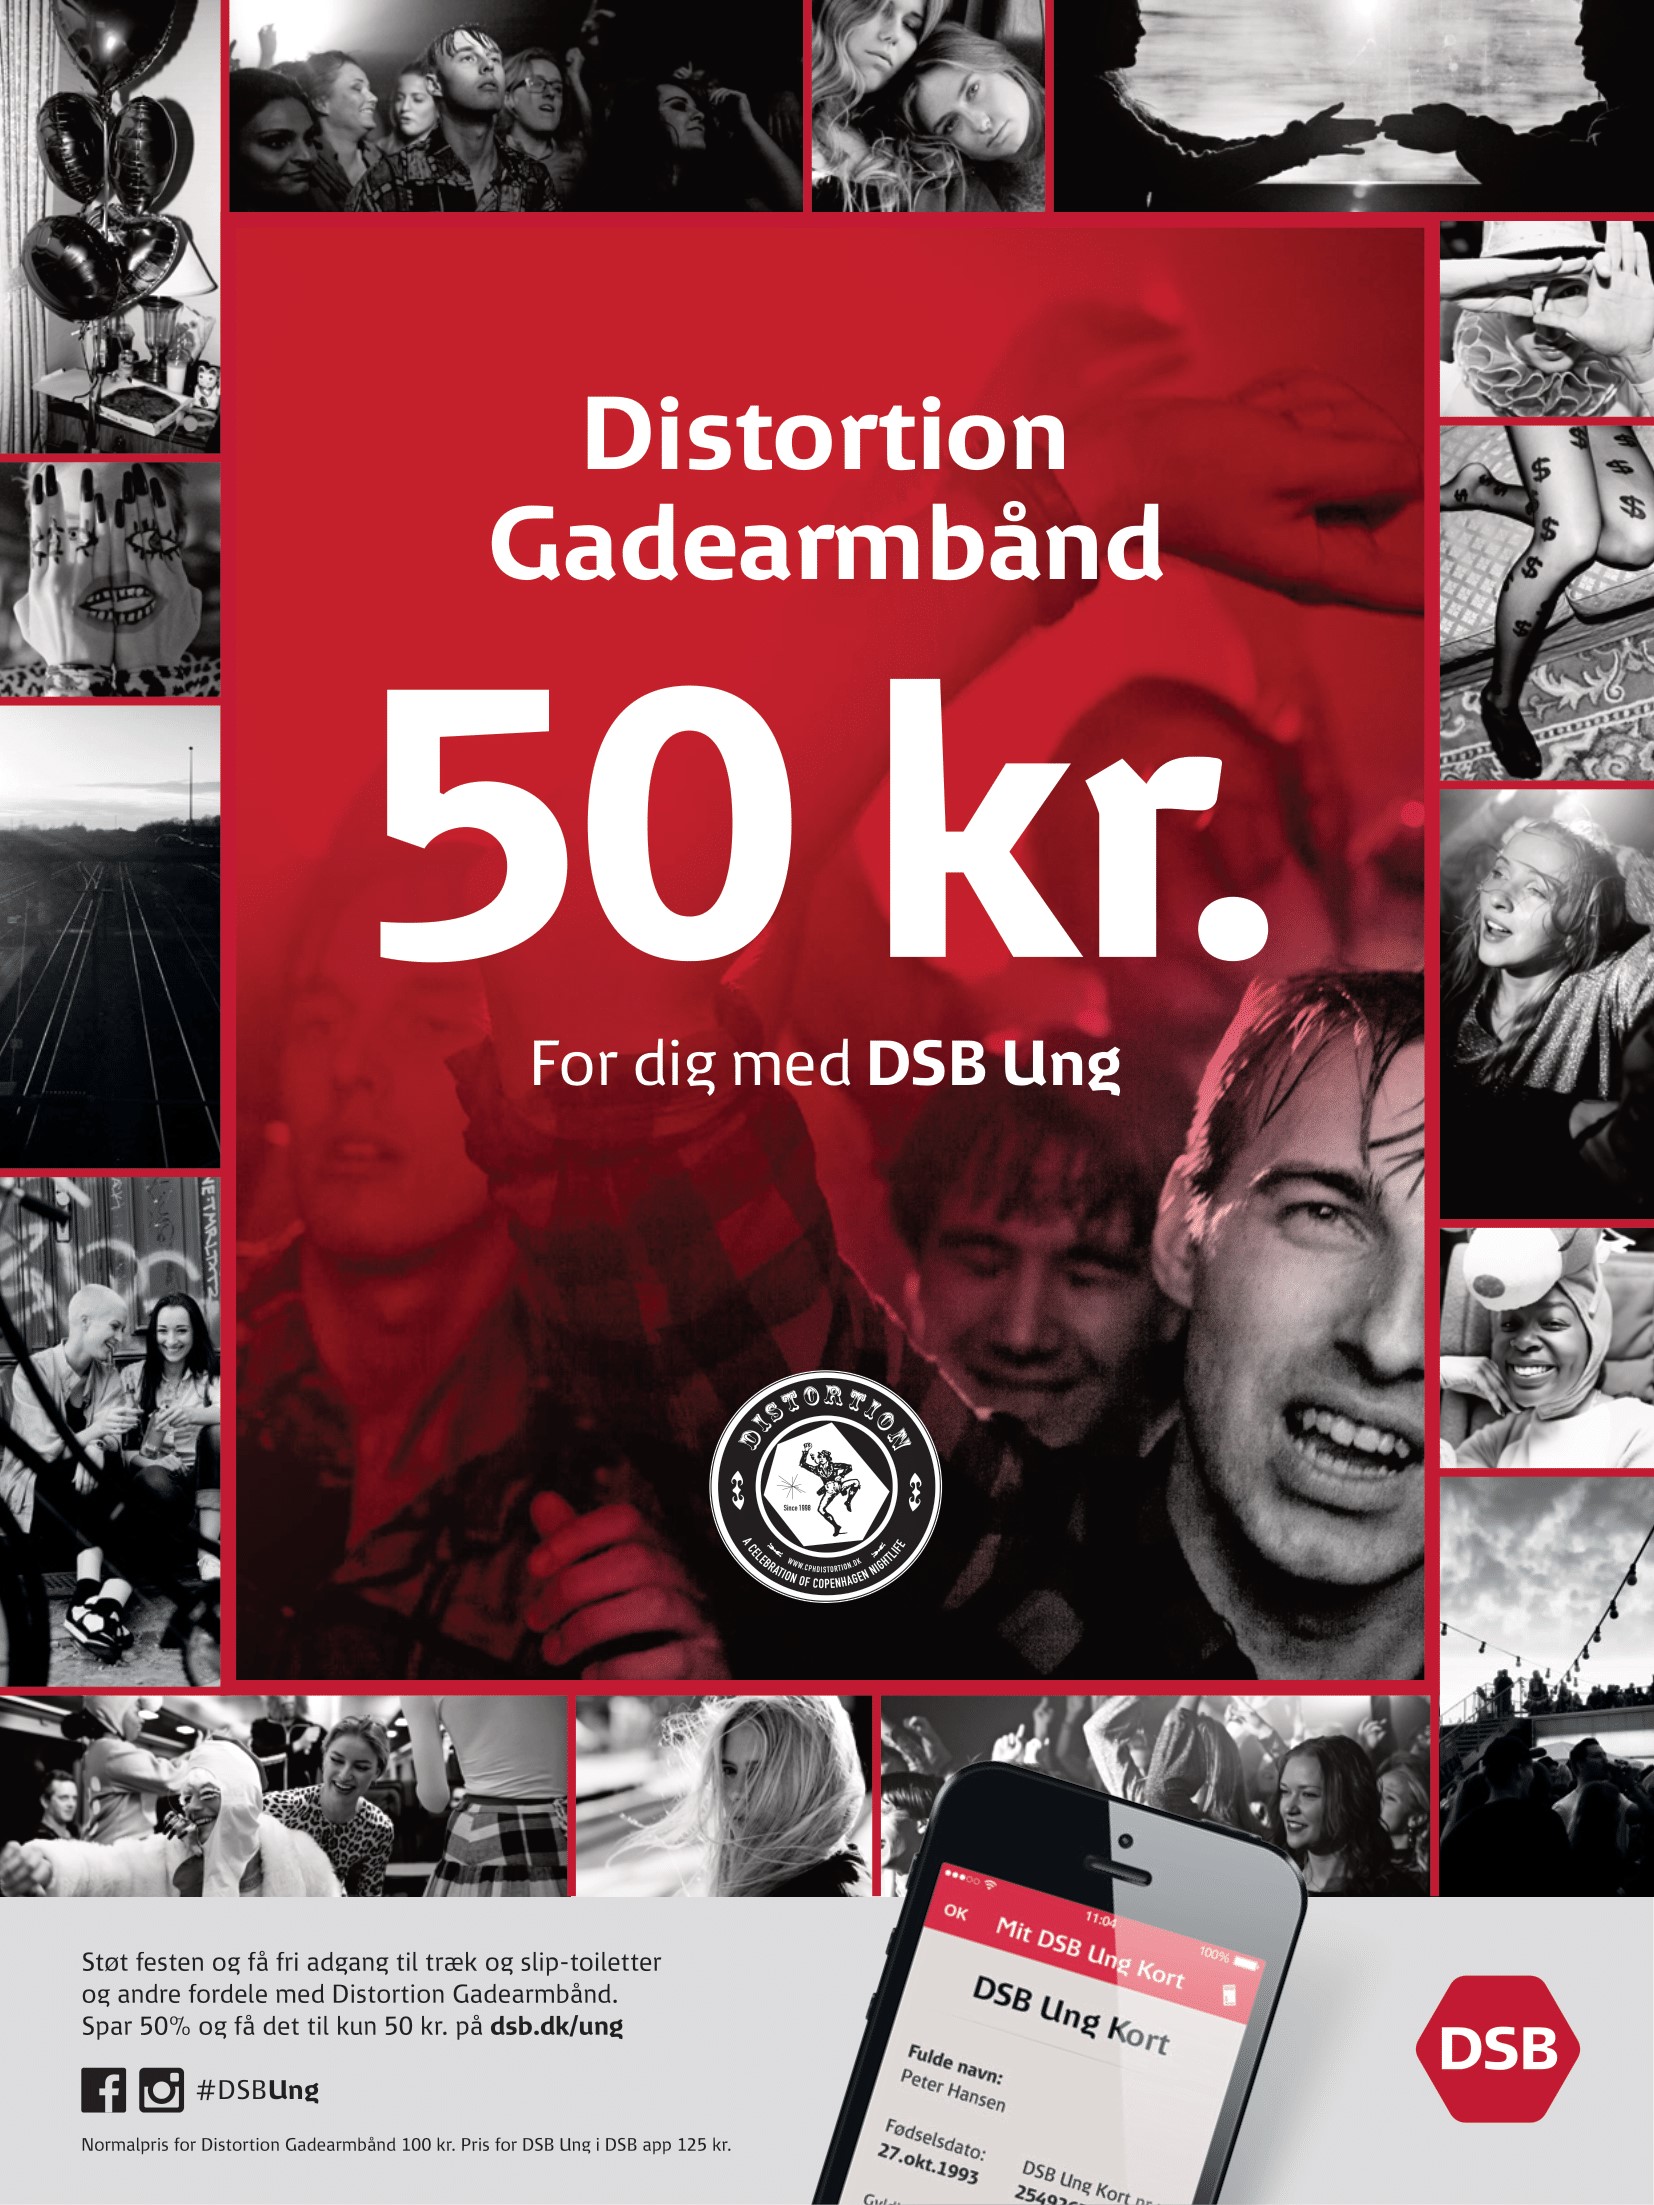 Distortion
Gadearmbånd
50 kr.
For dig med DSB Ung
DISTORTION
Since 1998
WWW.CPHDISTORTION.DK
A CELEBRATION OF COPENHAGEN NIGHTLIFE
Støt festen og få fri adgang til træk og slip-toiletter
og andre fordele med Distortion Gadearmbånd.
Spar 50% og få det til kun 50 kr. på dsb.dk/ung
#DSBUng
Normalpris for Distortion Gadearmbånd 100 kr. Pris for DSB Ung i DSB app 125 kr.
11:04
100%
OK
Mit DSB Ung Kort
DSB Ung Kort
Fulde navn:
Peter Hansen
Fødselsdato:
27.okt.1993
DSB Ung Kort
DSB